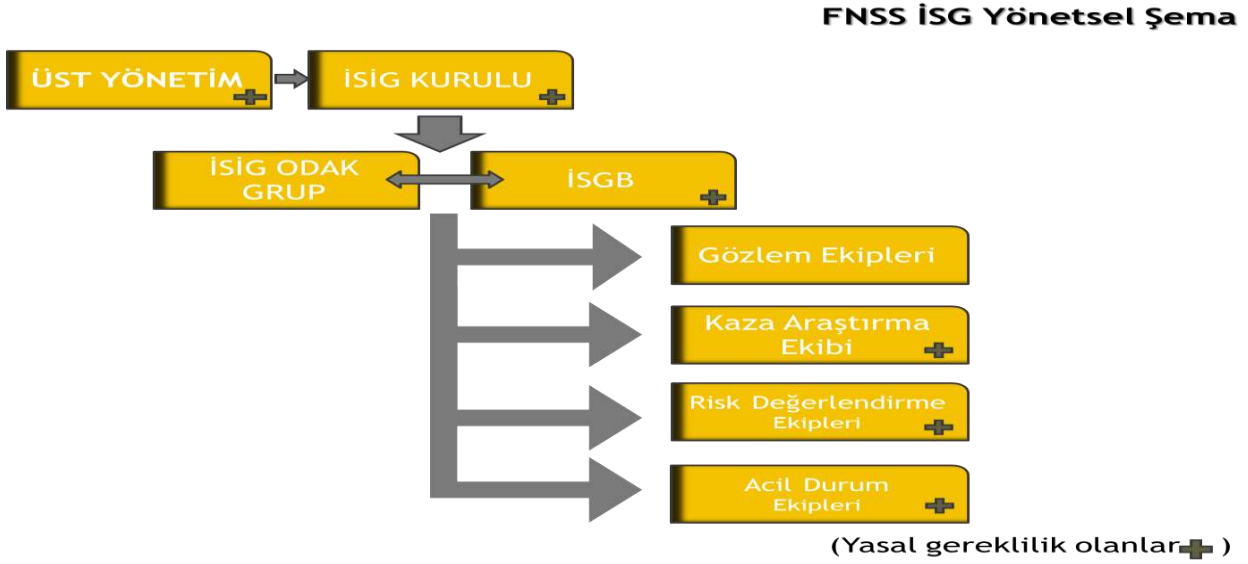 FNSS İSG Yönetsel Şema
ÜST YÖNETİM
İSİG KURULU
İSİG ODAK
GRUP
İSGB
Gözlem Ekipleri
Kaza Araştırma
Ekibi
Risk Değerlendirme
Ekipleri
Acil Durum
Ekipleri
(Yasal gereklilik olanlar )